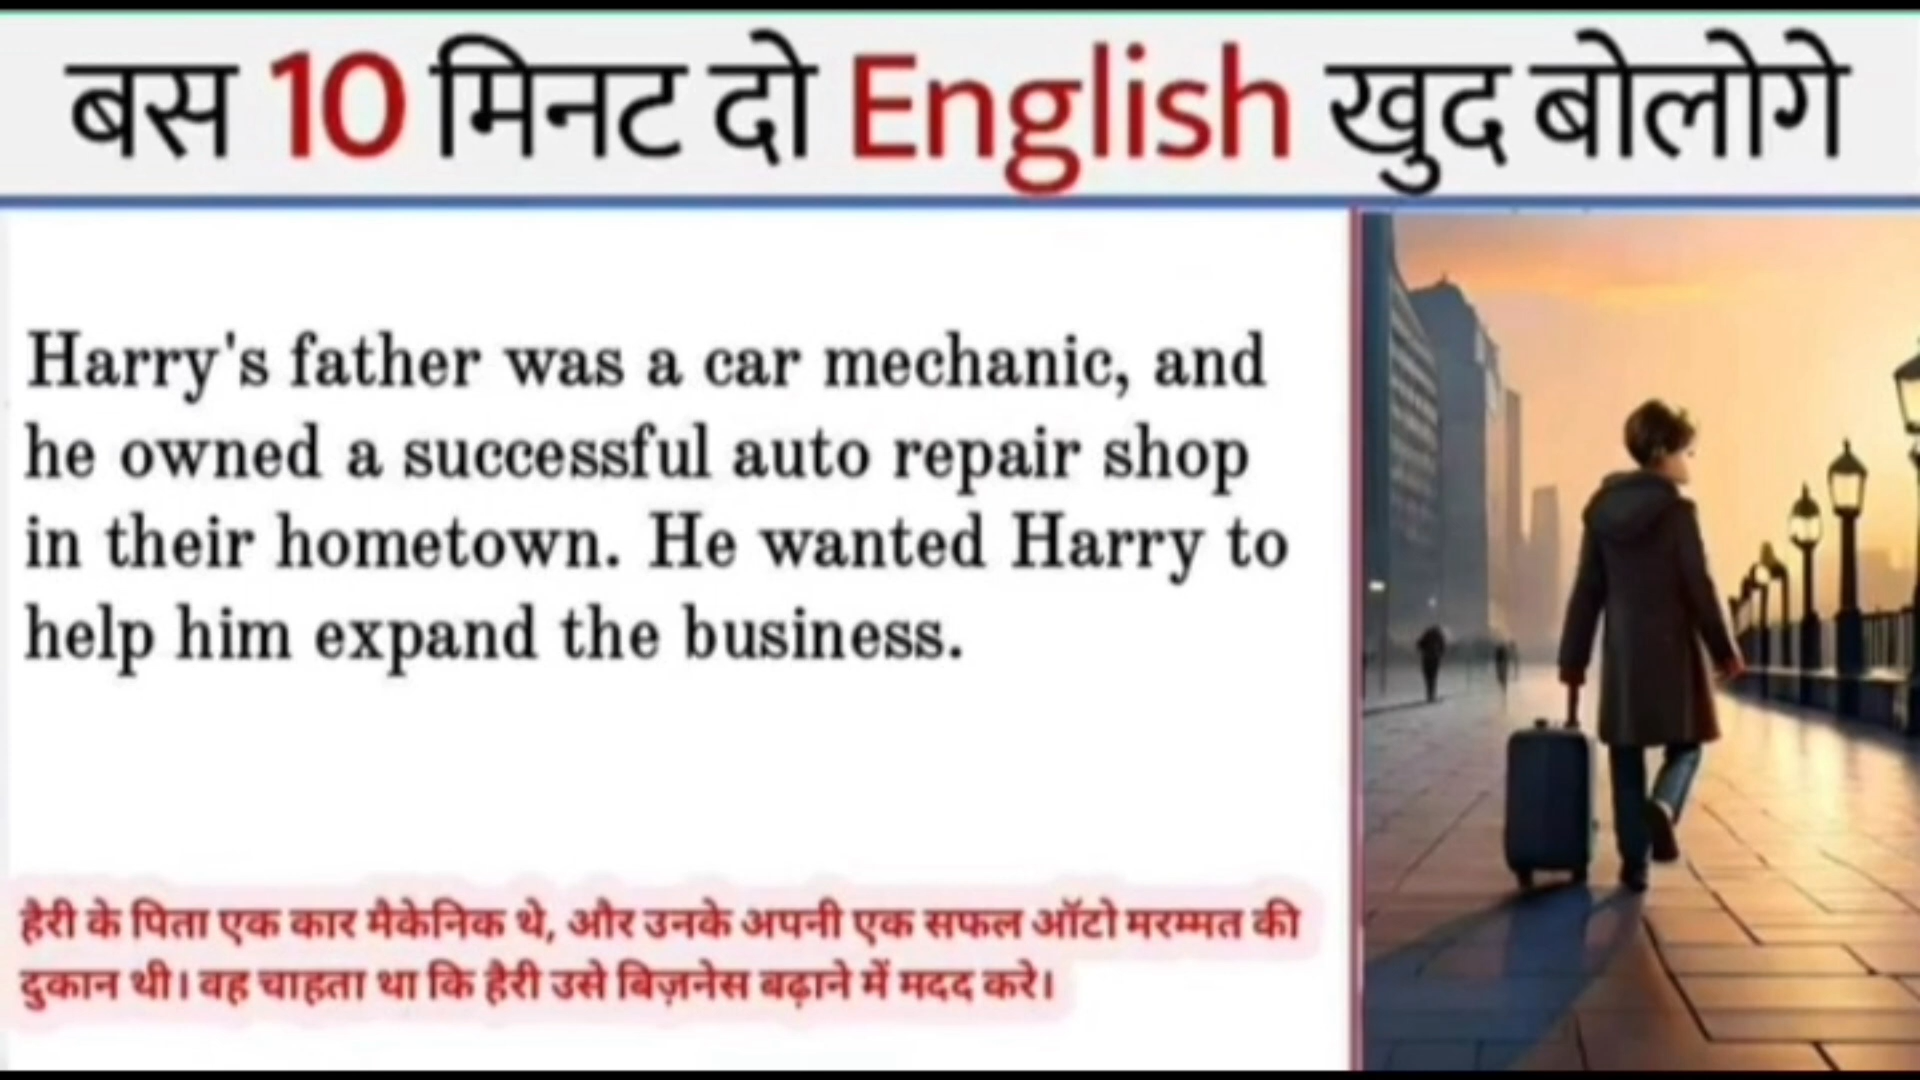 बस 10 मिनट दो English खुद बोलोगे
Harry's father was a car mechanic, and
he owned a successful auto repair shop
in their hometown. He wanted Harry to
help him expand the business.
हैरी के पिता एक कार मैकेनिक थे, और उनके अपनी एक सफल ऑटो मरम्मत की
दुकान थी। वह चाहता था कि हैरी उसे बिज़नेस बढ़ाने में मदद करे।